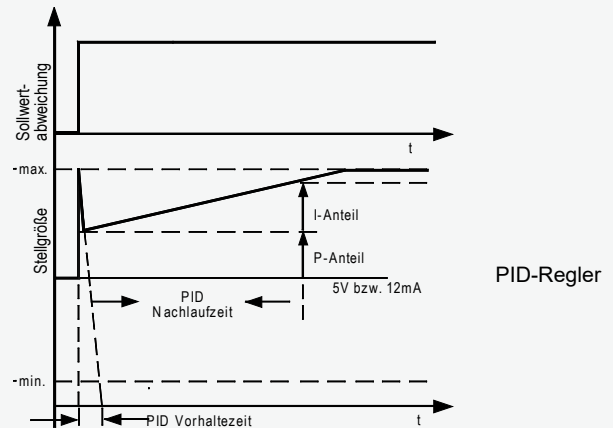 Sollwert-
abweichung
t
-max.
Stellgröße
I-Anteil
P-Anteil
5V bzw. 12mA
PID-Regler
PID
Nachlaufzeit
-min.
PID Vorhaltezeit
t